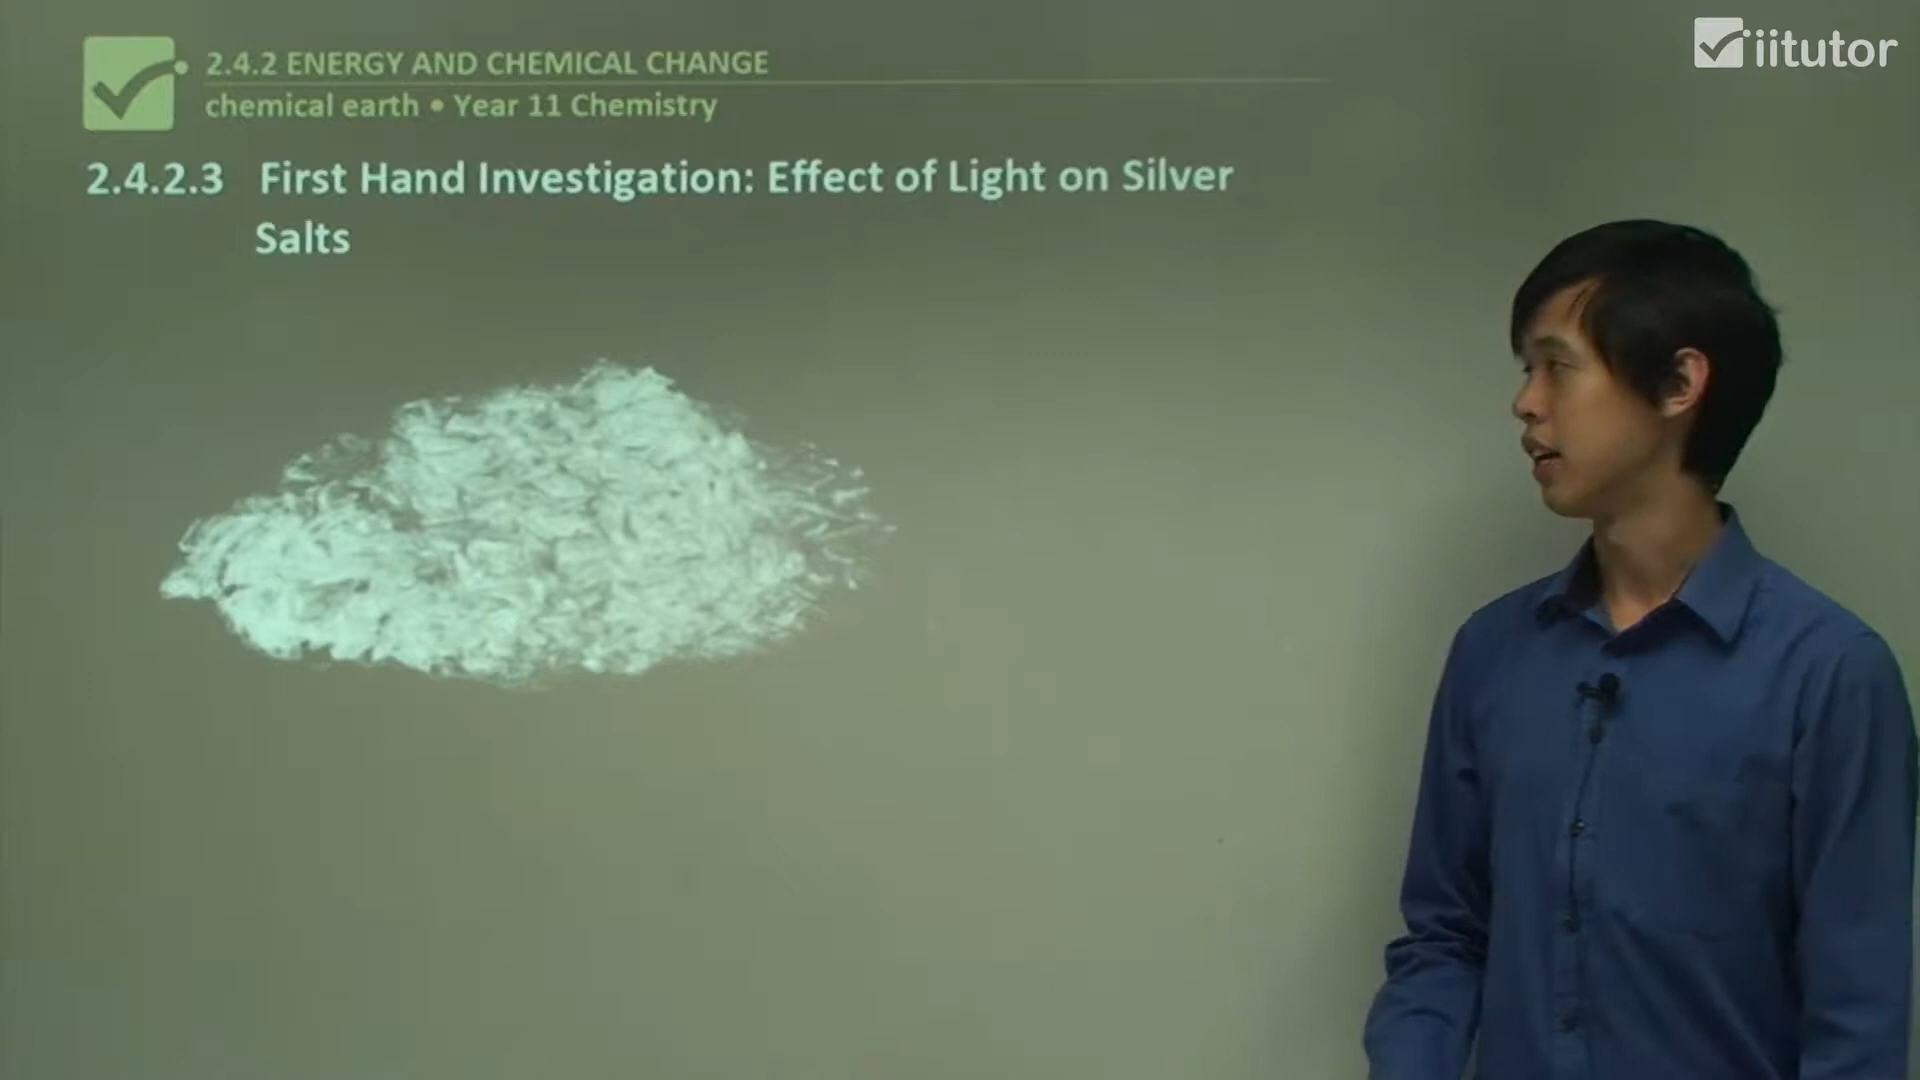 iitutor
2.4.2 ENERGY AND CHEMICAL CHANGE
chemical earth • Year 11 Chemistry
2.4.2.3 First Hand Investigation: Effect of Light on Silver
Salts